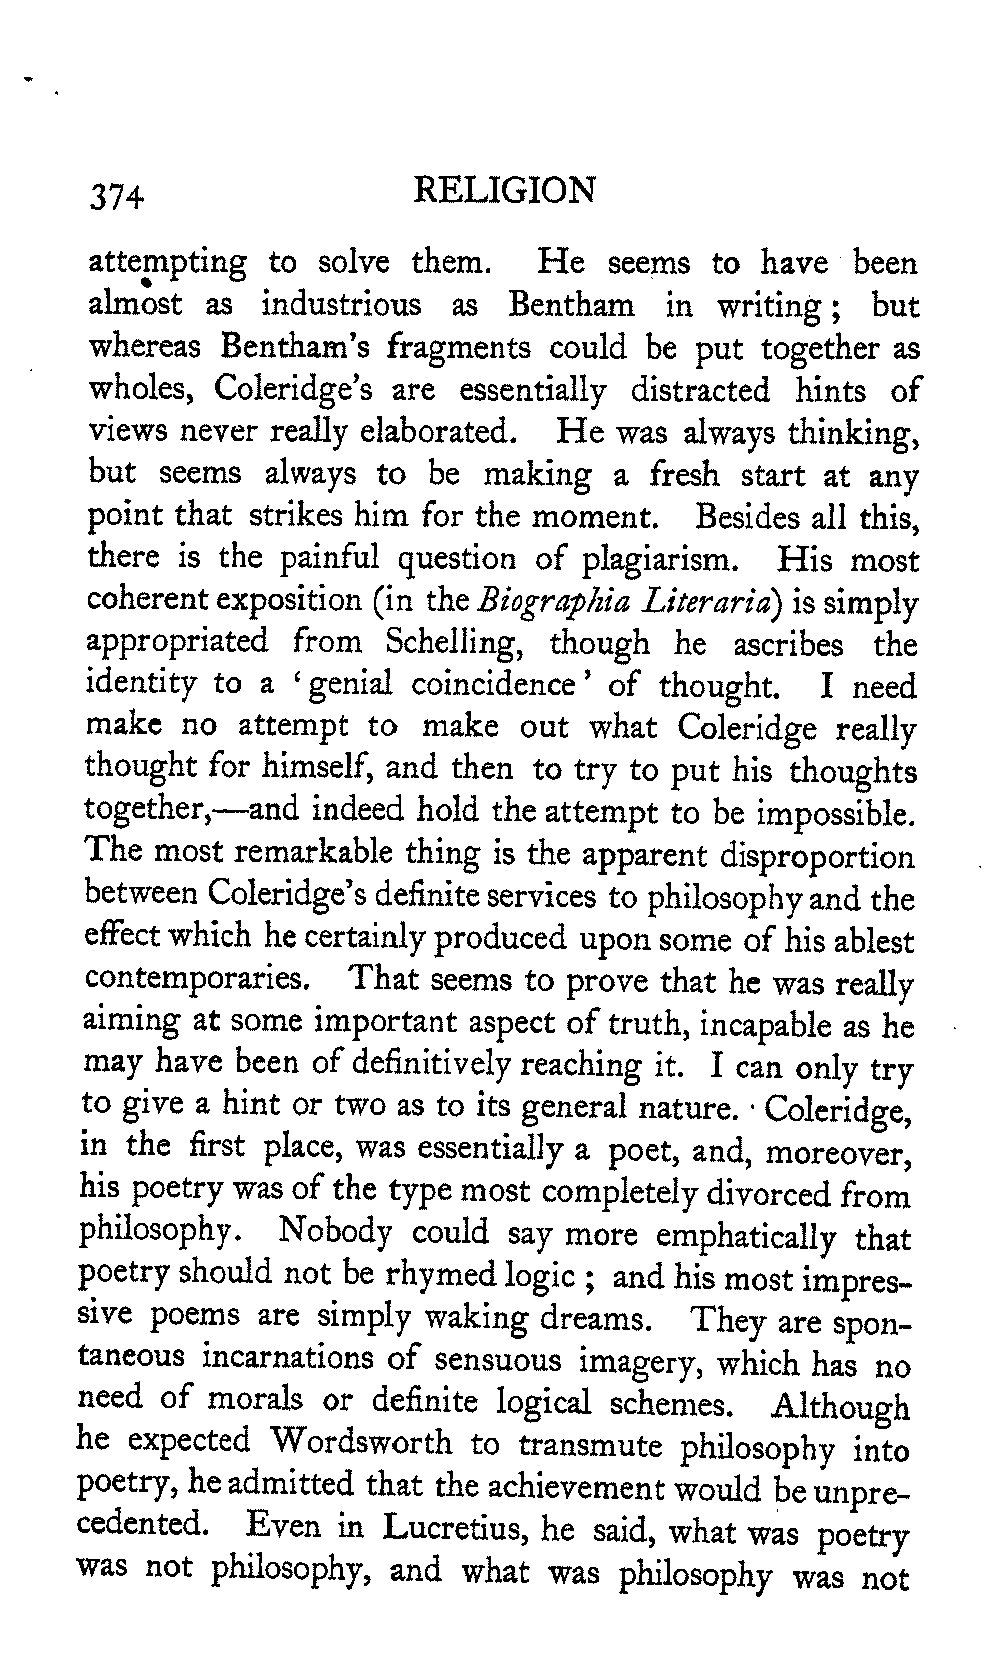 374 RELIGION
attempting to solve them. He seems to have been
almost as industrious as Bentham in writing ; but
whereas Bentham's fragments could be put together as
wholes, Coleridge's are essentially distracted hints of
views never really elaborated. He was always thinking,
but seems always to be making a fresh start at any
point that strikes him for the moment. Besides all this,
there is the painful question of plagiarism. His most
coherent exposition (in the Biographia Literaria) is simply
appropriated from Schelling, though he ascribes the
identity to a ‘ genial coincidence ’ of thought. I need
make no attempt to make out what Coleridge really
thought for himself, and then to try to put his thoughts
together,—and indeed hold the attempt to be impossible.
The most remarkable thing is the apparent disproportion
between Coleridge's definite services to philosophy and the
effect which he certainly produced upon some of his ablest
contemporaries. That seems to prove that he was really
aiming at some important aspect of truth, incapable as he
may have been of definitively reaching it. I can only try
to give a hint or two as to its general nature. Coleridge,
in the first place, was essentially a poet, and, moreover,
his poetry was of the type most completely divorced from
philosophy. Nobody could say more emphatically that
poetry should not be rhymed logic ; and his most impres-
sive poems are simply waking dreams. They are spon-
taneous incarnations of sensuous imagery, which has no
need of morals or definite logical schemes. Although
he expected Wordsworth to transmute philosophy into
poetry, he admitted that the achievement would be unpre-
cedented. Even in Lucretius, he said, what was poetry
was not philosophy, and what was philosophy was not